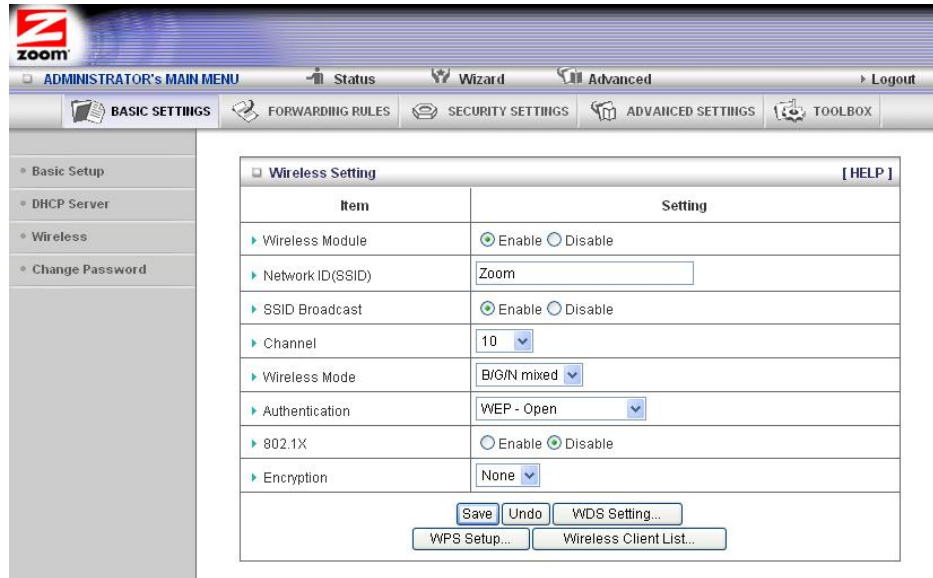 zoom
ADMINISTRATOR's MAIN MENU Status Wizard Advanced Logout
BASIC SETTINGS FORWARDING RULES SECURITY SETTINGS ADVANCED SETTINGS TOOLBOX
Basic Setup
DHCP Server
Wireless
Change Password
Wireless Setting [ HELP ]
Item Setting
Wireless Module Enable Disable
Network ID(SSID) Zoom
SSID Broadcast Enable Disable
Channel 10
Wireless Mode B/G/N mixed
Authentication WEP - Open
802.1X Enable Disable
Encryption None
Save Undo WDS Setting...
WPS Setup... Wireless Client List...